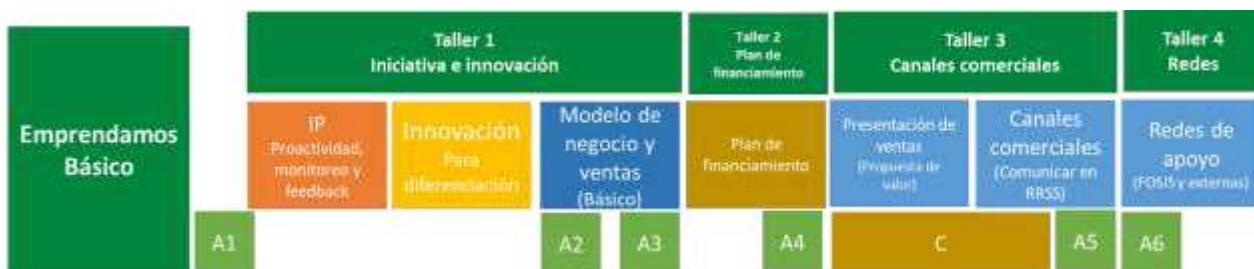 Emprendamos
Básico
Taller 1
Iniciativa e innovación
Taller 2
Plan de
financiamiento
Taller 3
Canales comerciales
Taller 4
Redes
IP
Proactividad,
monitoreo y
feedback
Innovación
Para
diferenciación
Modelo de
negocio y
ventas
(Básico)
Plan de
financiamiento
Presentación de
ventas
(Propuesta de
valor)
Canales
comerciales
(Comunicar en
RRSS)
Redes de
apoyo
(FOSIS y externas)
A1
A2
A3
A4
C
A5
A6